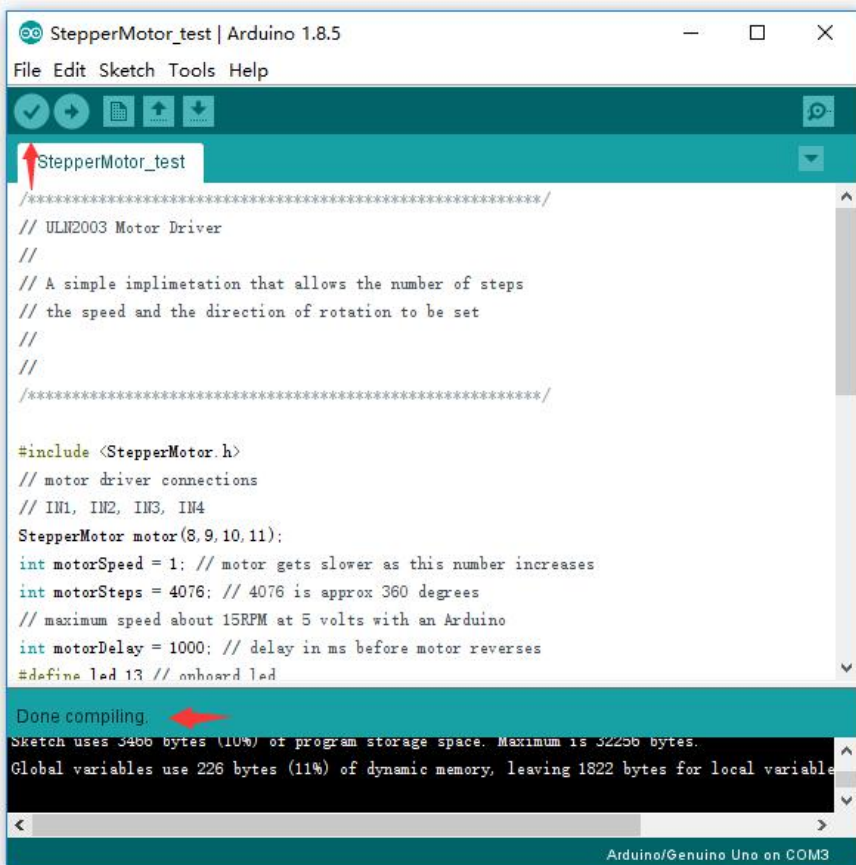 StepperMotor_test | Arduino 1.8.5
File Edit Sketch Tools Help
StepperMotor_test
/**********************************************************/
// ULN2003 Motor Driver
//
// A simple implimetation that allows the number of steps
// the speed and the direction of rotation to be set
//
//
/**********************************************************/
#include <StepperMotor.h>
// motor driver connections
// IN1, IN2, IN3, IN4
StepperMotor motor(8,9,10,11);
int motorSpeed = 1; // motor gets slower as this number increases
int motorSteps = 4076; // 4076 is approx 360 degrees
// maximum speed about 15RPM at 5 volts with an Arduino
int motorDelay = 1000; // delay in ms before motor reverses
#define led 13 // onboard led
Done compiling.
Sketch uses 3466 bytes (10%) of program storage space. Maximum is 32256 bytes.
Global variables use 226 bytes (11%) of dynamic memory, leaving 1822 bytes for local variable
Arduino/Genuino Uno on COM3